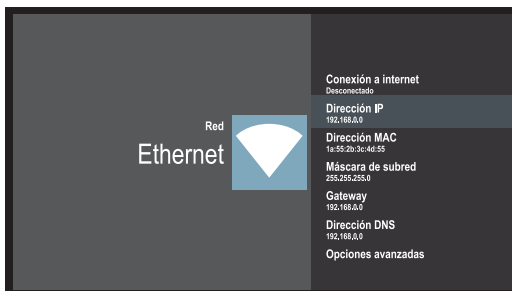 Red
Ethernet
Conexión a internet
Desconectado
Dirección IP
192.168.0.0
Dirección MAC
1a:55:2b:3c:4d:55
Máscara de subred
255.255.255.0
Gateway
192.168.0.0
Dirección DNS
192,168,0,0
Opciones avanzadas